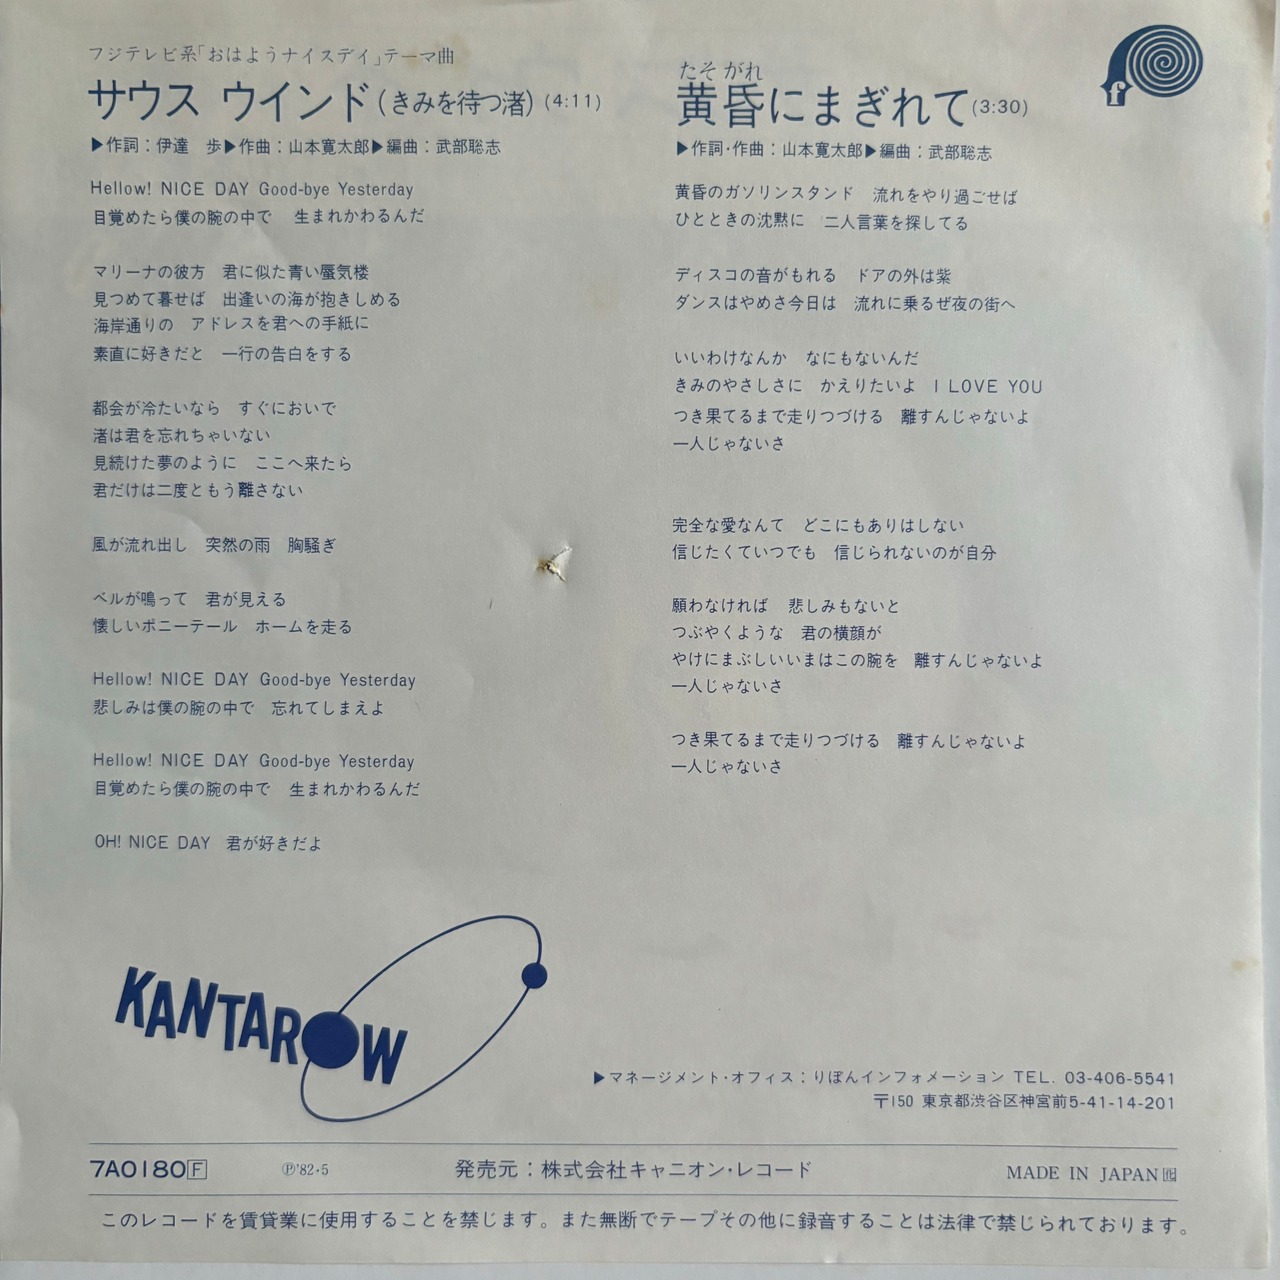 フジテレビ系「おはようナイスデイ」テーマ曲
サウス ウインド(きみを待つ渚)(4:11)
▶作詞：伊達 歩▶作曲：山本寛太郎▶編曲：武部聡志
Hellow! NICE DAY Good-bye Yesterday
目覚めたら僕の腕の中で 生まれかわるんだ
マリーナの彼方 君に似た青い蜃気楼
見つめて暮せば 出逢いの海が抱きしめる
海岸通りの アドレスを君への手紙に
素直に好きだと 一行の告白をする
都会が冷たいなら すぐにおいで
渚は君を忘れちゃいない
見続けた夢のように ここへ来たら
君だけは二度ともう離さない
風が流れ出し 突然の雨 胸騒ぎ
ベルが鳴って 君が見える
懐しいポニーテール ホームを走る
Hellow! NICE DAY Good-bye Yesterday
悲しみは僕の腕の中で 忘れてしまえよ
Hellow! NICE DAY Good-bye Yesterday
目覚めたら僕の腕の中で 生まれかわるんだ
OH! NICE DAY 君が好きだよ
f
たそがれ
黄昏にまぎれて(3:30)
▶作詞・作曲：山本寛太郎▶編曲：武部聡志
黄昏のガソリンスタンド 流れをやり過ごせば
ひとときの沈黙に 二人言葉を探してる
ディスコの音がもれる ドアの外は紫
ダンスはやめさ今日は 流れに乗るぜ夜の街へ
いいわけなんか なにもないんだ
きみのやさしさに かえりたいよ I LOVE YOU
つき果てるまで走りつづける 離すんじゃないよ
一人じゃないさ
完全な愛なんて どこにもありはしない
信じたくていつでも 信じられないのが自分
願わなければ 悲しみもないと
つぶやくような 君の横顔が
やけにまぶしいいまはこの腕を 離すんじゃないよ
一人じゃないさ
つき果てるまで走りつづける 離すんじゃないよ
一人じゃないさ
KANTAROW
▶マネージメント・オフィス：りぼんインフォメーション TEL. 03-406-5541
〒150 東京都渋谷区神宮前5-41-14-201
7A0180F
Ⓟ'82・5
発売元：株式会社キャニオン・レコード
MADE IN JAPAN
このレコードを賃貸業に使用することを禁じます。また無断でテープその他に録音することは法律で禁じられております。